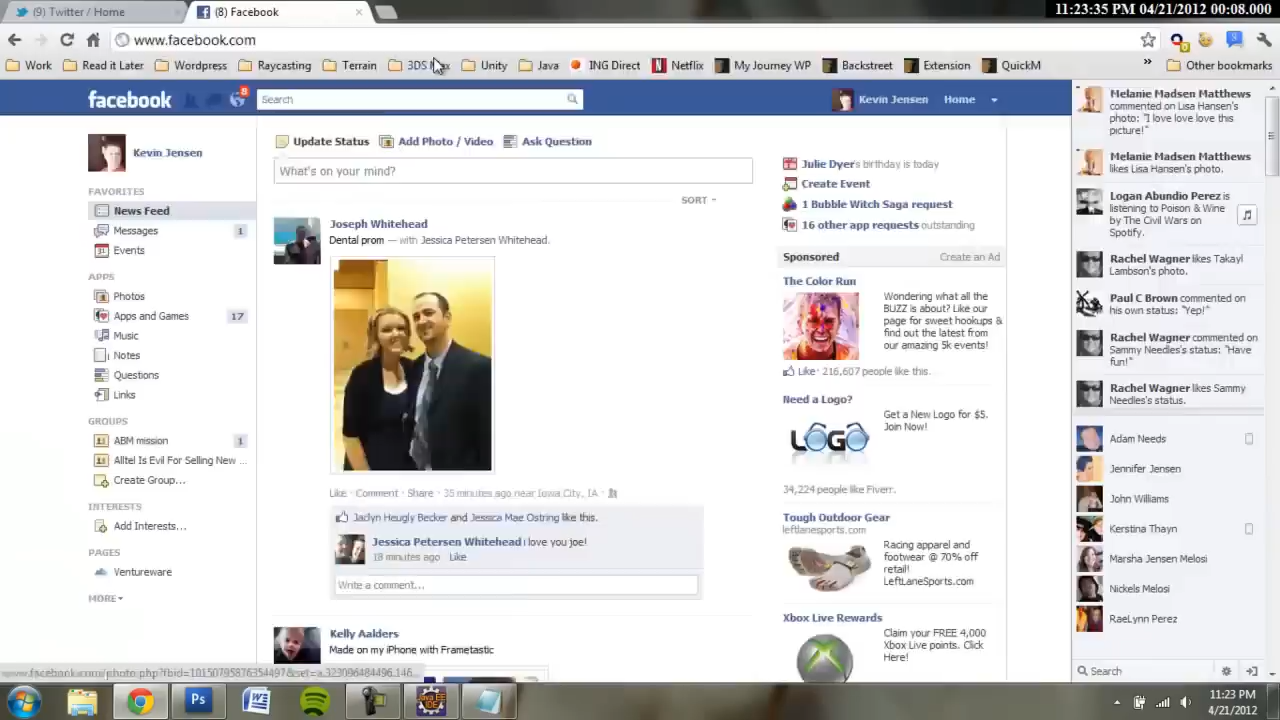 (9) Twitter / Home
(8) Facebook
11:23:35 PM 04/21/2012 00:08.000
www.facebook.com
Work
Read it Later
Wordpress
Raycasting
Terrain
Unity
Java
ING Direct
Netflix
My Journey WP
Backstreet
Extension
QuickM
»
Other bookmarks
facebook
8
Search
Kevin Jensen
Home
Kevin Jensen
FAVORITES
News Feed
Messages 1
Events
APPS
Photos
Apps and Games 17
Music
Notes
Questions
Links
GROUPS
ABM mission 1
Alltel Is Evil For Selling New ...
Create Group...
INTERESTS
Add Interests...
PAGES
Ventureware
MORE
Update Status
Add Photo / Video
Ask Question
What's on your mind?
SORT
Joseph Whitehead
Dental prom — with Jessica Petersen Whitehead.
Like · Comment · Share · 35 minutes ago near Iowa City, IA ·
Jaclyn Heugly Becker and Jessica Mae Ostring like this.
Jessica Petersen Whitehead i love you joe!
18 minutes ago Like
Write a comment...
Kelly Aalders
Made on my iPhone with Frametastic
Julie Dyer's birthday is today
Create Event
1 Bubble Witch Saga request
16 other app requests outstanding
Sponsored
Create an Ad
The Color Run
Wondering what all the
BUZZ is about? Like our
page for sweet hookups &
find out the latest from
our amazing 5k events!
Like · 216,607 people like this.
Need a Logo?
LOGO
Get a New Logo for $5.
Join Now!
34,224 people like Fiverr.
Tough Outdoor Gear
leftlanesports.com
Racing apparel and
footwear @ 70% off
retail!
LeftLaneSports.com
Xbox Live Rewards
Claim your FREE 4,000
Xbox Live points. Click
Here!
Melanie Madsen Matthews
commented on Lisa Hansen's
photo: "I love love love this
picture!"
Melanie Madsen Matthews
likes Lisa Hansen's photo.
Logan Abundio Perez is
listening to Poison & Wine
by The Civil Wars on
Spotify.
Rachel Wagner likes Takayl
Lambson's photo.
Paul C Brown commented on
his own status: "Yep!"
Rachel Wagner commented
on Sammy Needles's status: "Have
fun!"
Rachel Wagner likes Sammy
Needles's status.
Adam Needs
Jennifer Jensen
John Williams
Kerstina Thayn
Marsha Jensen Melosi
Nickels Melosi
RaeLynn Perez
Search
Ps
Java EE
IDE
11:23 PM
4/21/2012